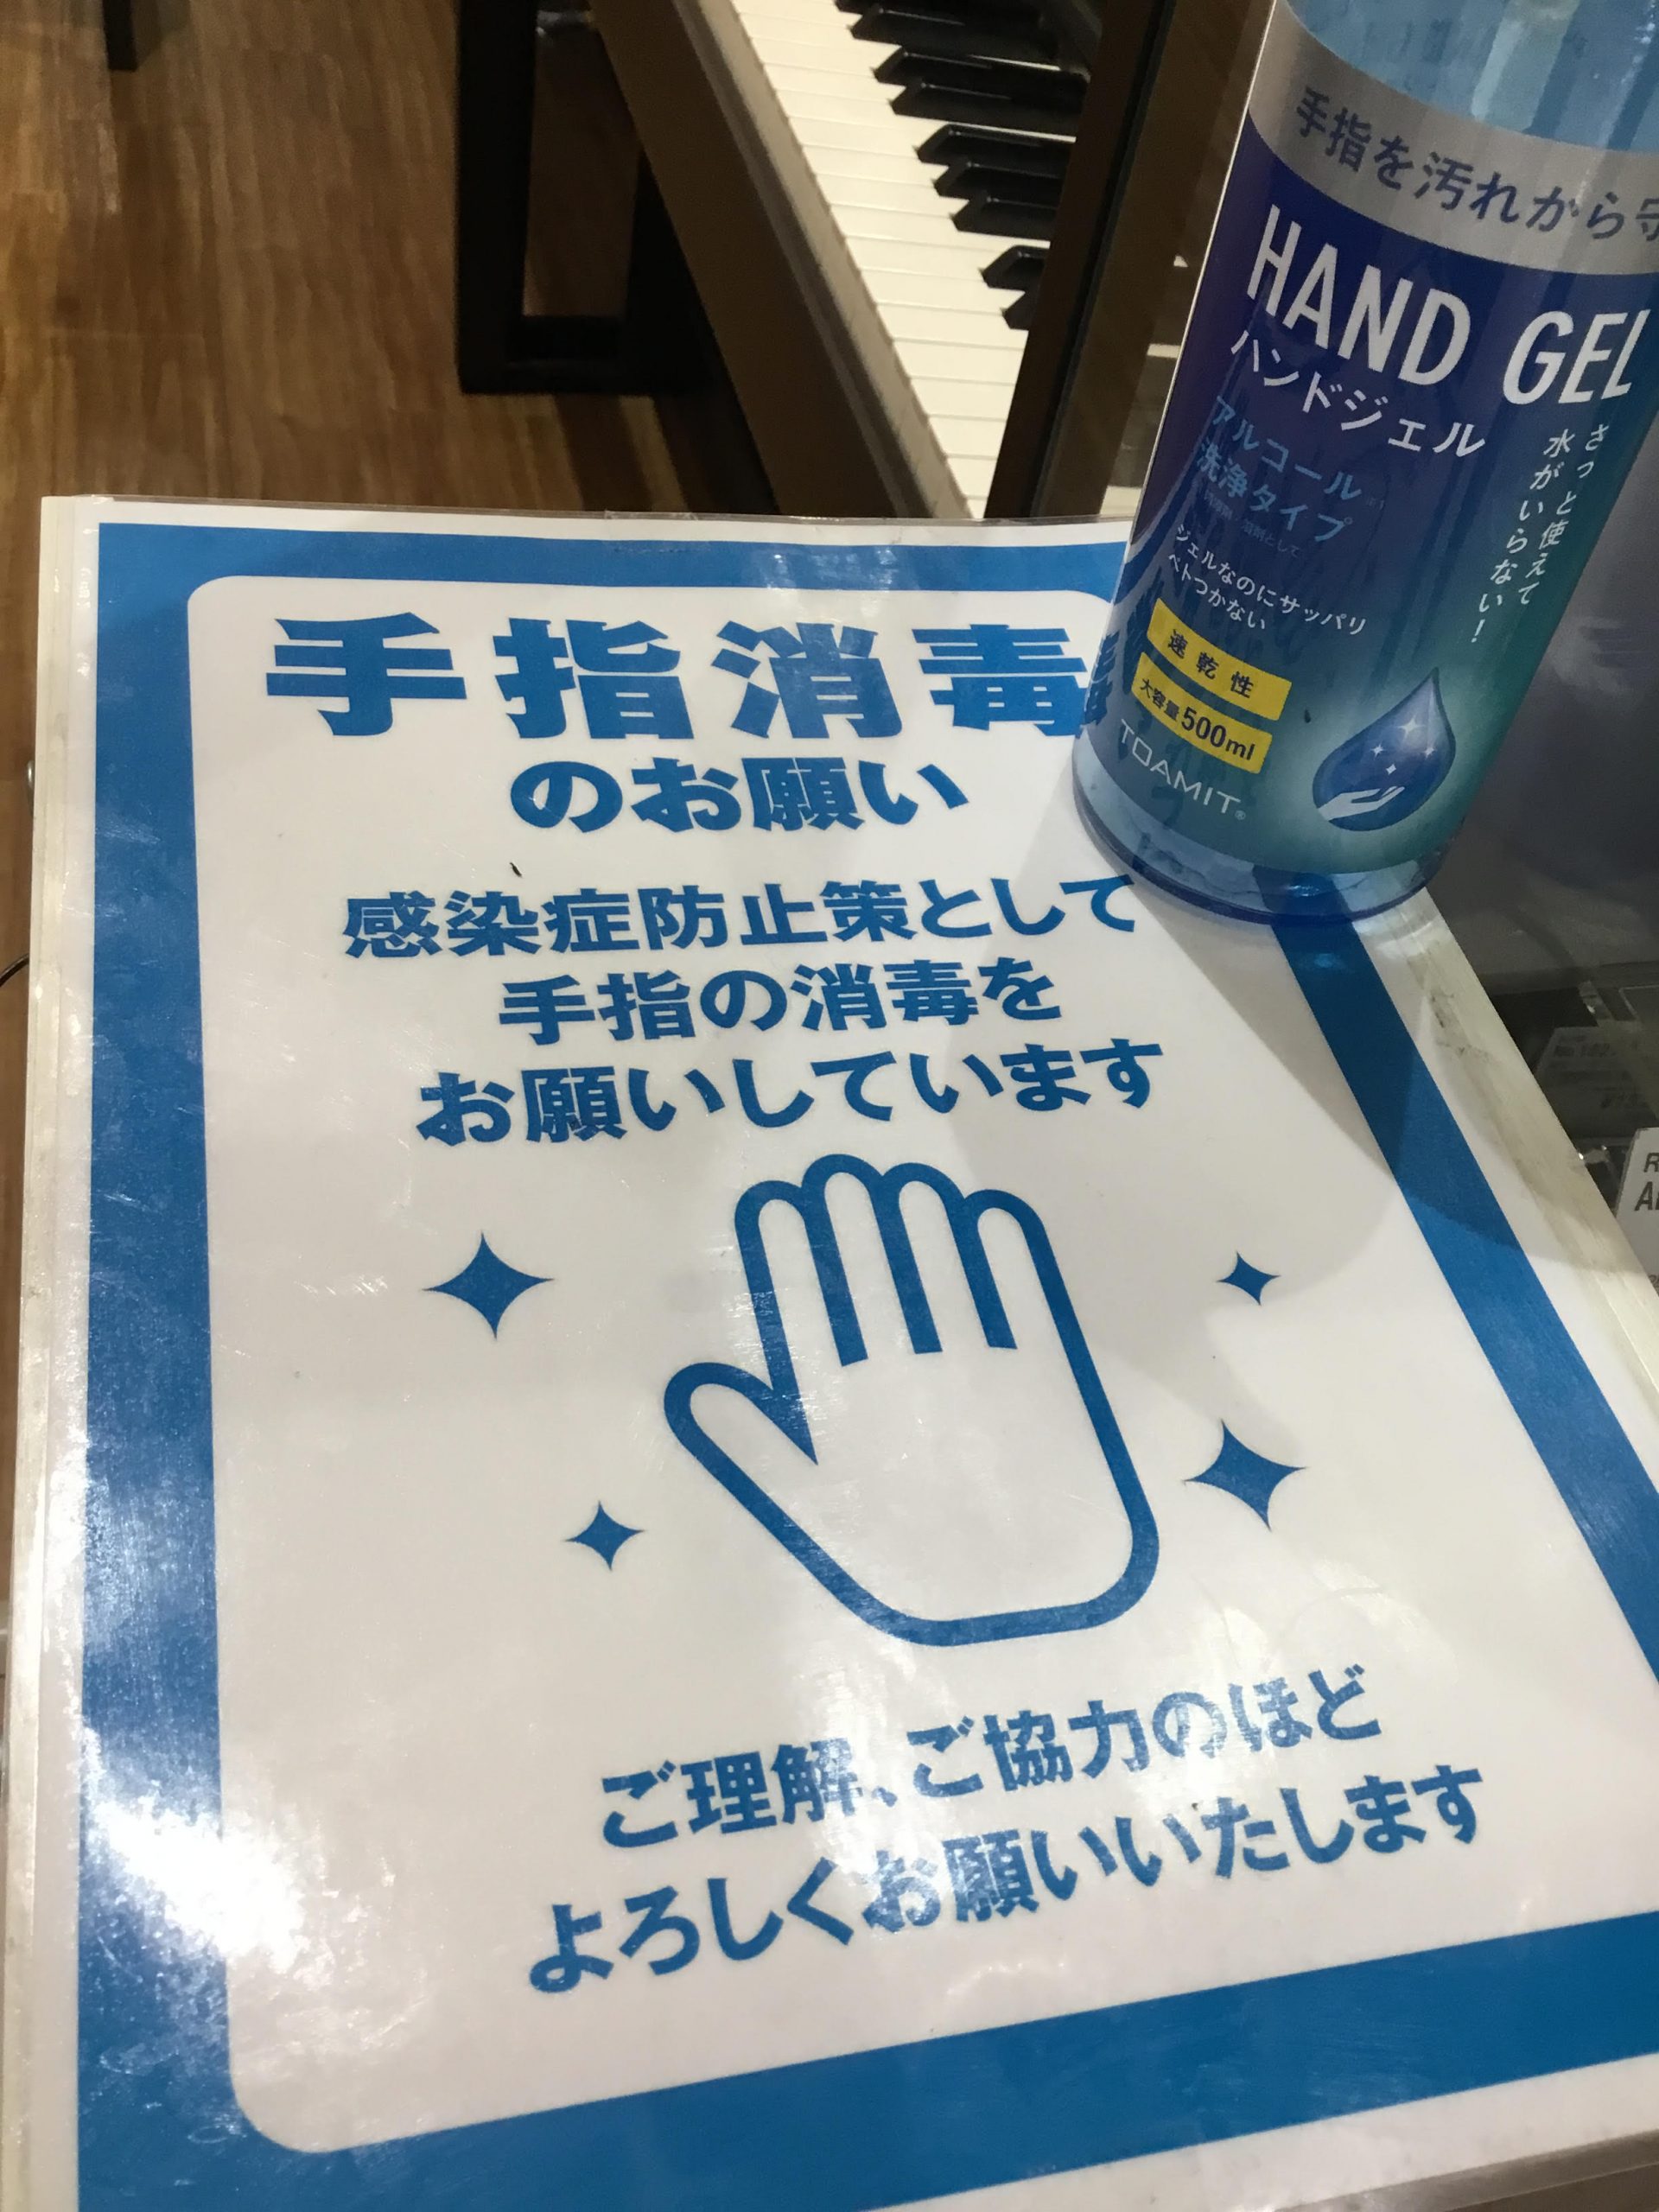 手指を汚れから守
HAND GEL
ハンドジェル
アルコール
洗浄タイプ
さっと使えて
水がいらない!
ジェルなのにサッパリ
ベトつかない
速乾性
大容量500ml
TOAMIT®
手指消毒
のお願い
感染症防止策として
手指の消毒を
お願いしています
ご理解、ご協力のほど
よろしくお願いいたします